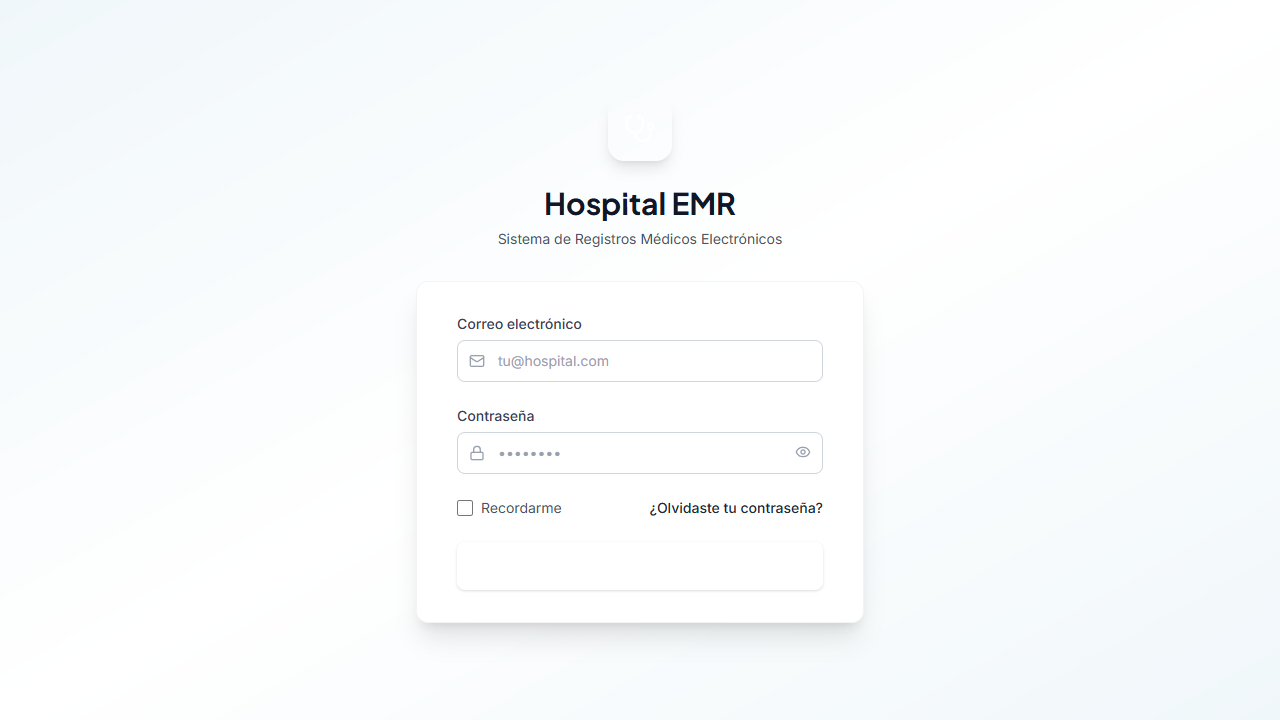 Hospital EMR
Sistema de Registros Médicos Electrónicos
Correo electrónico
tu@hospital.com
Contraseña
••••••••
Recordarme
¿Olvidaste tu contraseña?